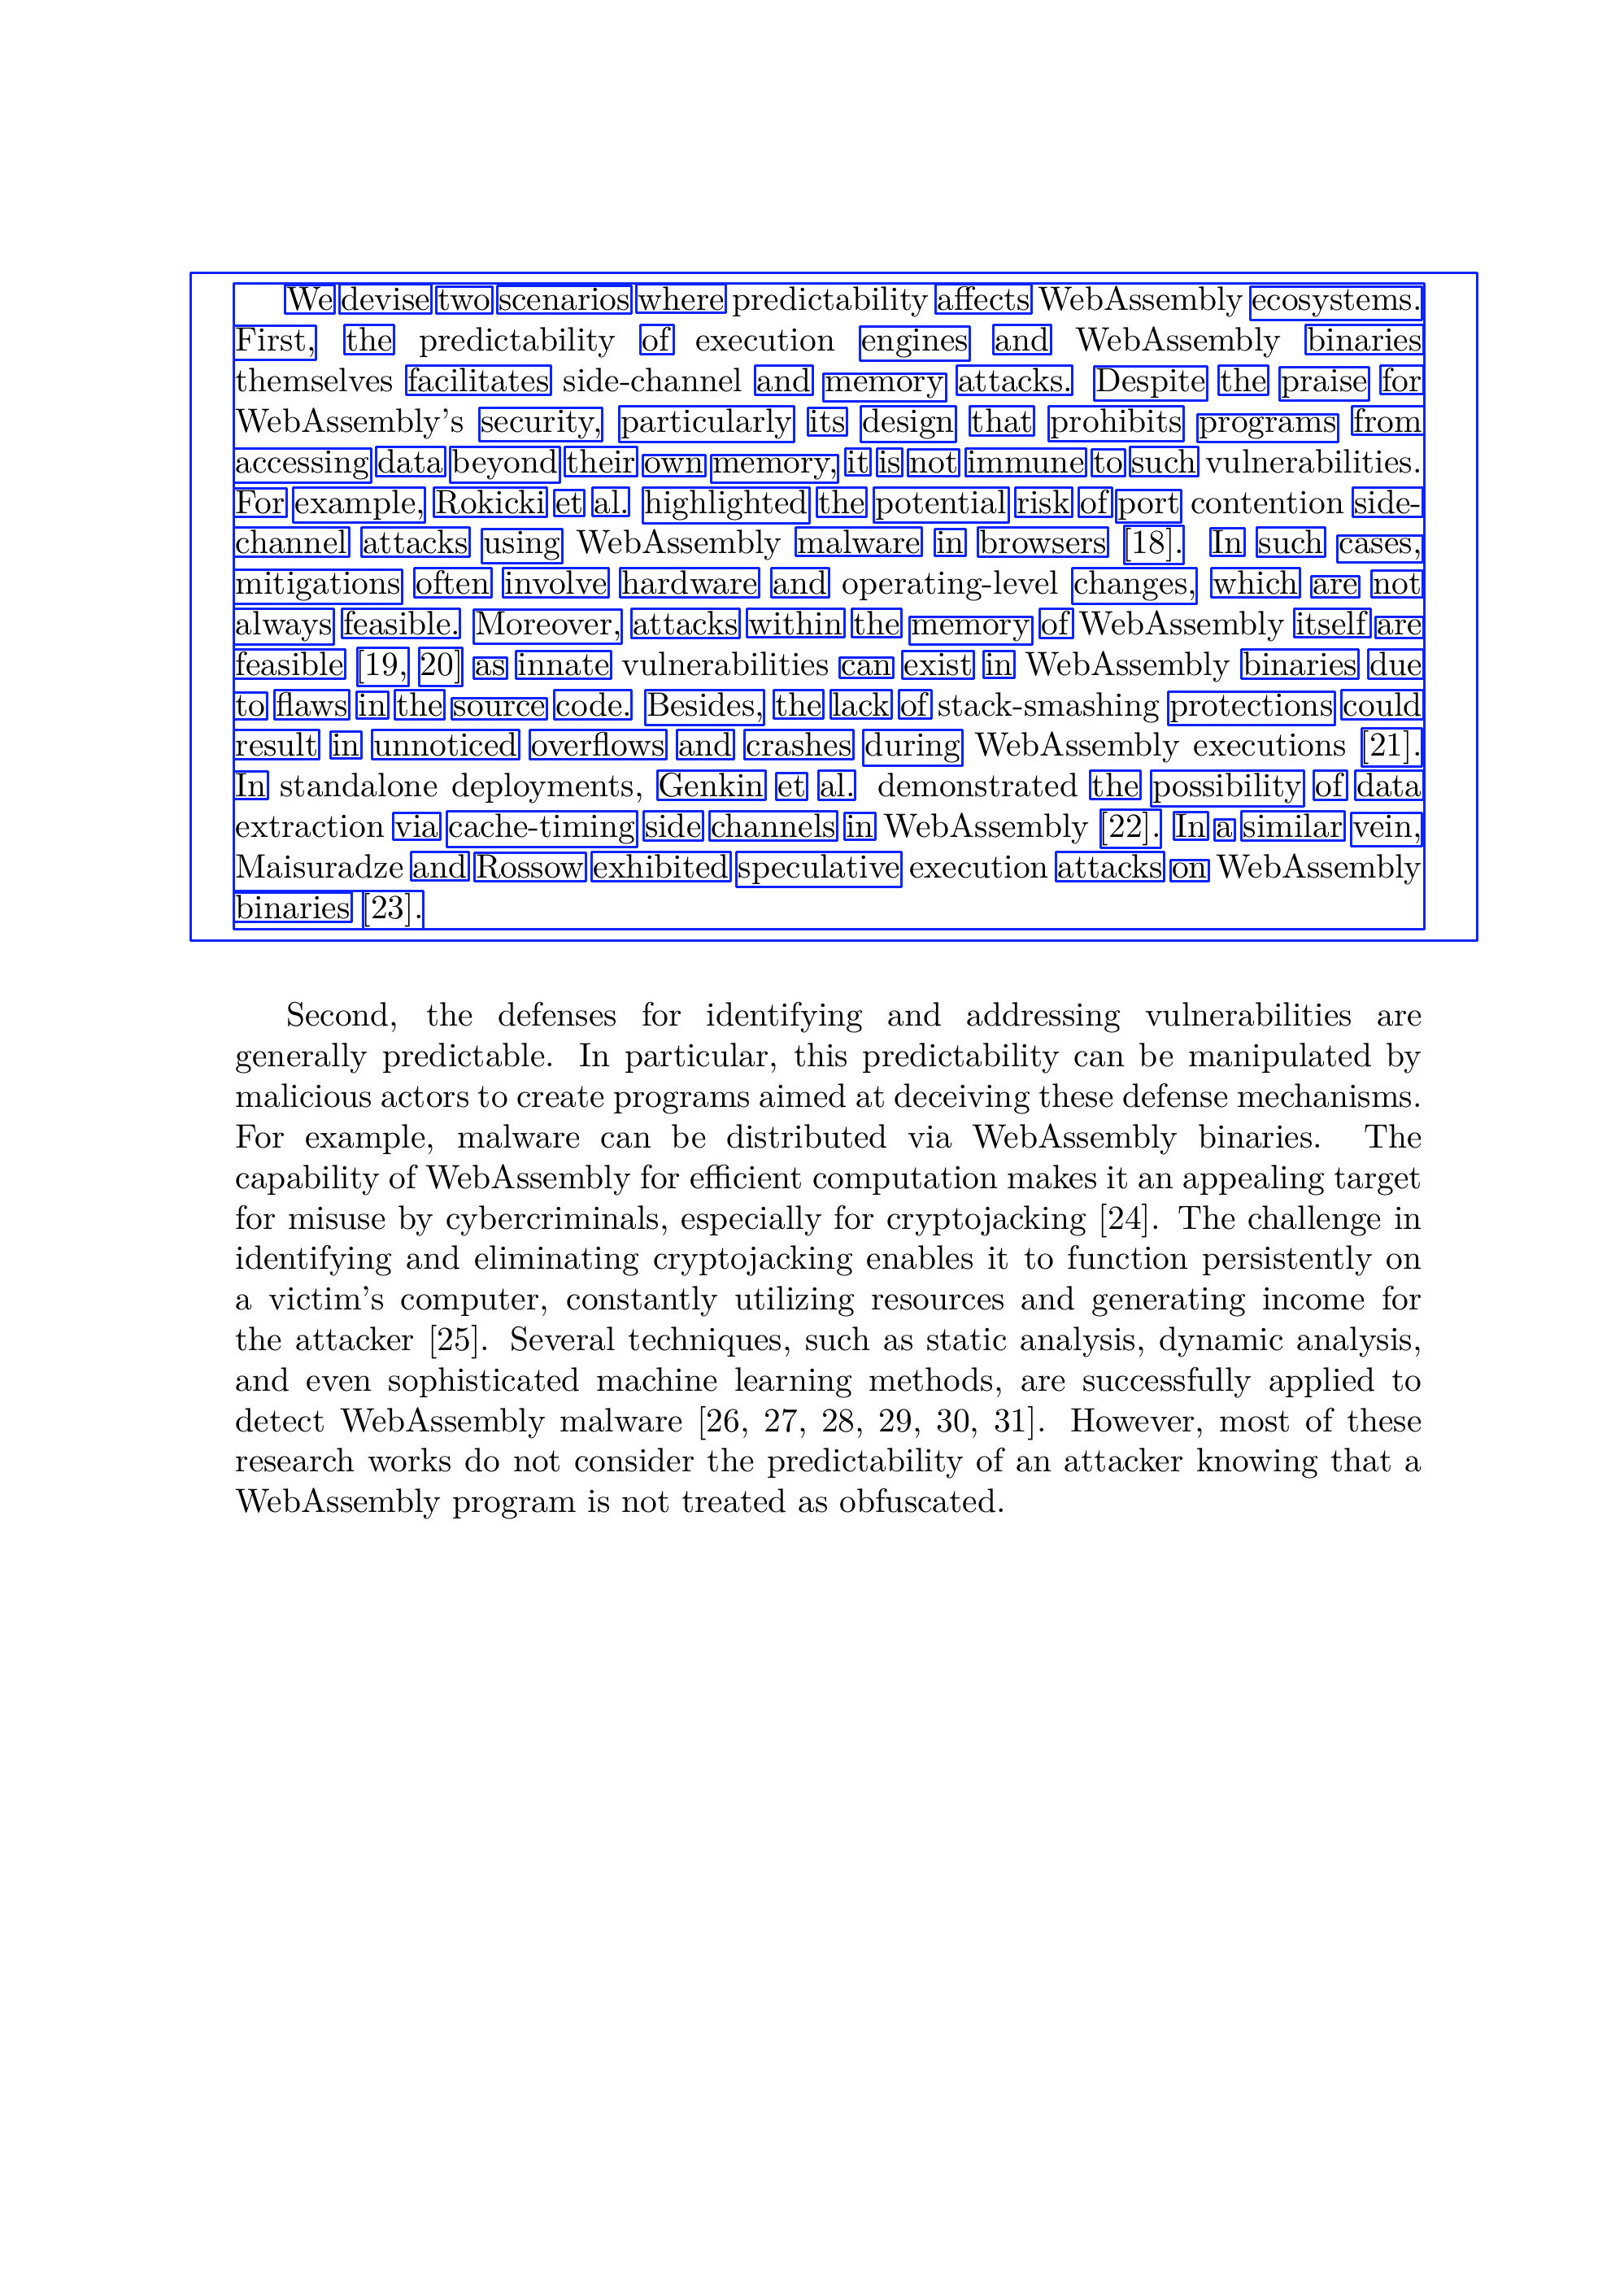 We devise two scenarios where predictability affects WebAssembly ecosystems.
First, the predictability of execution engines and WebAssembly binaries
themselves facilitates side-channel and memory attacks. Despite the praise for
WebAssembly's security, particularly its design that prohibits programs from
accessing data beyond their own memory, it is not immune to such vulnerabilities.
For example, Rokicki et al. highlighted the potential risk of port contention side-
channel attacks using WebAssembly malware in browsers [18]. In such cases,
mitigations often involve hardware and operating-level changes, which are not
always feasible. Moreover, attacks within the memory of WebAssembly itself are
feasible [19, 20] as innate vulnerabilities can exist in WebAssembly binaries due
to flaws in the source code. Besides, the lack of stack-smashing protections could
result in unnoticed overflows and crashes during WebAssembly executions [21].
In standalone deployments, Genkin et al. demonstrated the possibility of data
extraction via cache-timing side channels in WebAssembly [22]. In a similar vein,
Maisuradze and Rossow exhibited speculative execution attacks on WebAssembly
binaries [23].
Second, the defenses for identifying and addressing vulnerabilities are
generally predictable. In particular, this predictability can be manipulated by
malicious actors to create programs aimed at deceiving these defense mechanisms.
For example, malware can be distributed via WebAssembly binaries. The
capability of WebAssembly for efficient computation makes it an appealing target
for misuse by cybercriminals, especially for cryptojacking [24]. The challenge in
identifying and eliminating cryptojacking enables it to function persistently on
a victim's computer, constantly utilizing resources and generating income for
the attacker [25]. Several techniques, such as static analysis, dynamic analysis,
and even sophisticated machine learning methods, are successfully applied to
detect WebAssembly malware [26, 27, 28, 29, 30, 31]. However, most of these
research works do not consider the predictability of an attacker knowing that a
WebAssembly program is not treated as obfuscated.